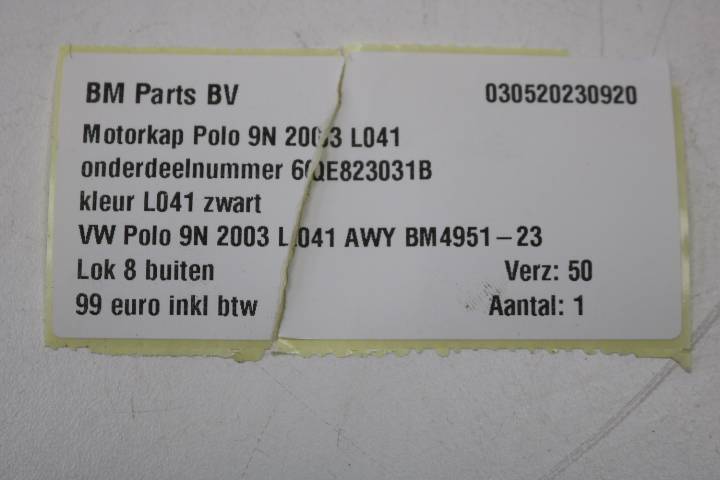 BM Parts BV 030520230920
Motorkap Polo 9N 2003 L041
onderdeelnummer 6QE823031B
kleur L041 zwart
VW Polo 9N 2003 L041 AWY BM4951-23
Lok 8 buiten Verz: 50
99 euro inkl btw Aantal: 1